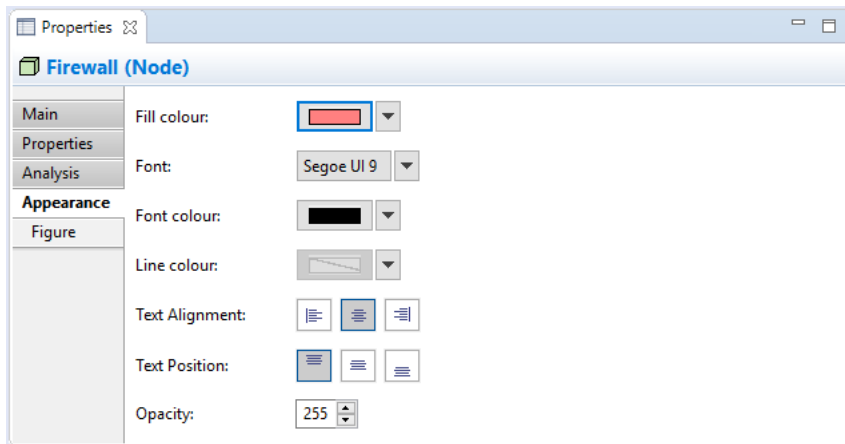 Properties
Firewall (Node)
Main
Properties
Analysis
Appearance
Figure
Fill colour:
Font:
Segoe UI 9
Font colour:
Line colour:
Text Alignment:
Text Position:
Opacity:
255